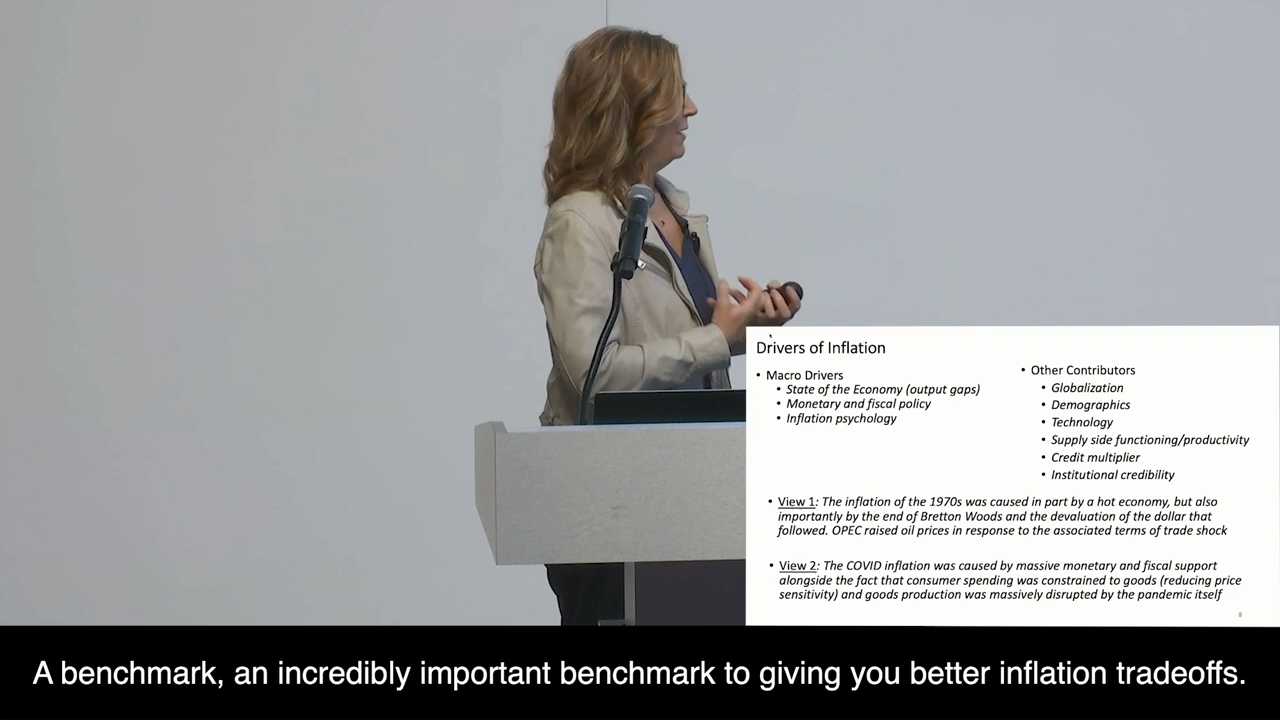 Drivers of Inflation
• Macro Drivers
• State of the Economy (output gaps)
• Monetary and fiscal policy
• Inflation psychology
• Other Contributors
• Globalization
• Demographics
• Technology
• Supply side functioning/productivity
• Credit multiplier
• Institutional credibility
• View 1: The inflation of the 1970s was caused in part by a hot economy, but also
importantly by the end of Bretton Woods and the devaluation of the dollar that
followed. OPEC raised oil prices in response to the associated terms of trade shock
• View 2: The COVID inflation was caused by massive monetary and fiscal support
alongside the fact that consumer spending was constrained to goods (reducing price
sensitivity) and goods production was massively disrupted by the pandemic itself
8
A benchmark, an incredibly important benchmark to giving you better inflation tradeoffs.